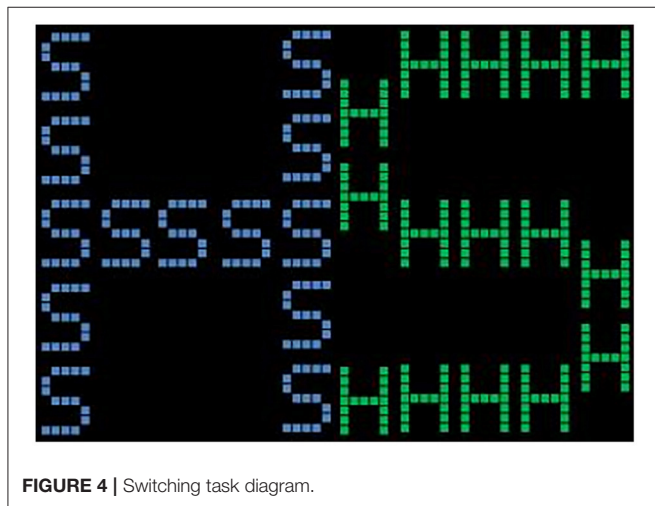 S S H H H H
S S H
S S S S S H H H H
S S H
S S H H H H H
FIGURE 4 | Switching task diagram.